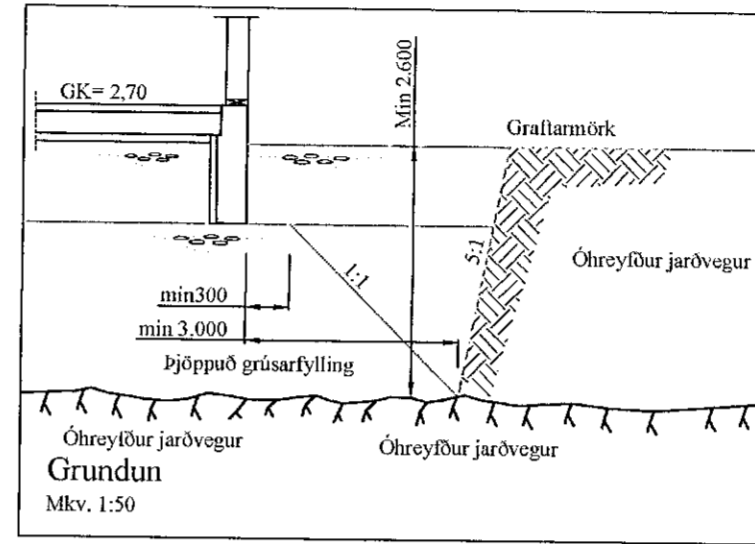 GK= 2,70
Min 2.600
Graftarmörk
1:1
5:1
Óhreyfður jarðvegur
min300
min 3.000
Þjöppuð grúsarfylling
Óhreyfður jarðvegur
Óhreyfður jarðvegur
Grundun
Mkv. 1:50